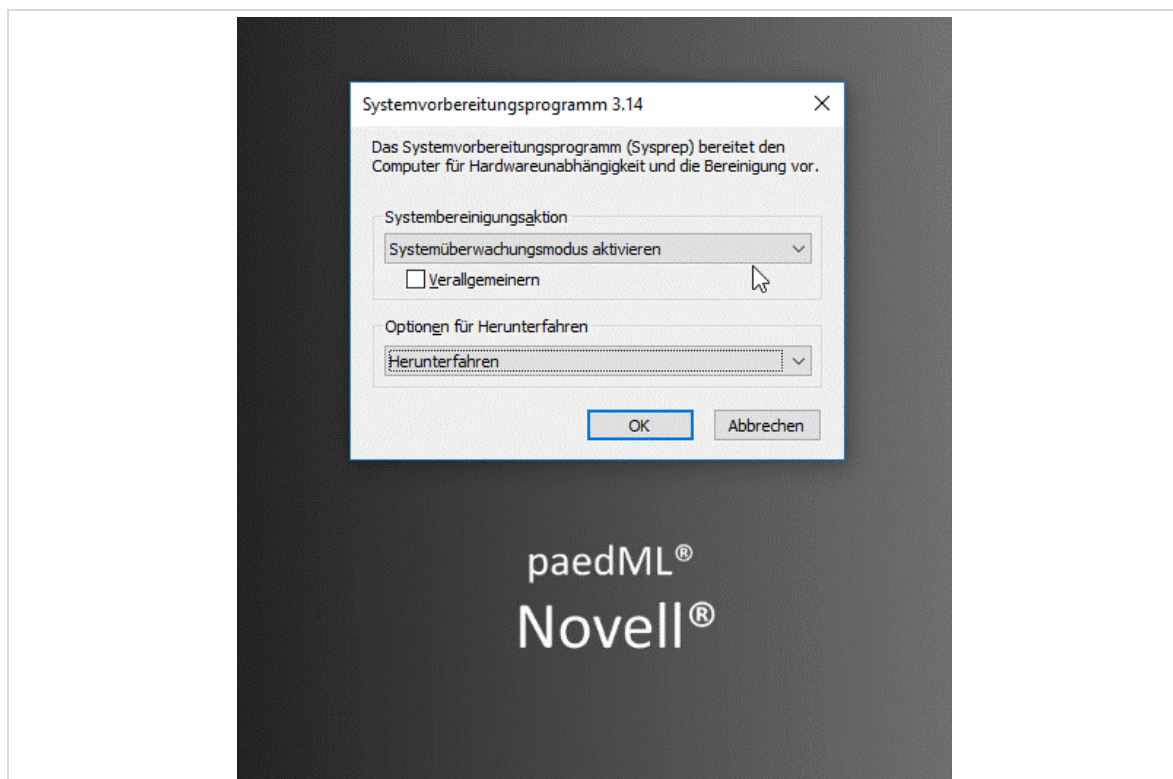 Systemvorbereitungsprogramm 3.14
Das Systemvorbereitungsprogramm (Sysprep) bereitet den
Computer für Hardwareunabhängigkeit und die Bereinigung vor.
Systembereinigungsaktion
Systemüberwachungsmodus aktivieren
Verallgemeinern
Optionen für Herunterfahren
Herunterfahren
OK Abbrechen
paedML®
Novell®